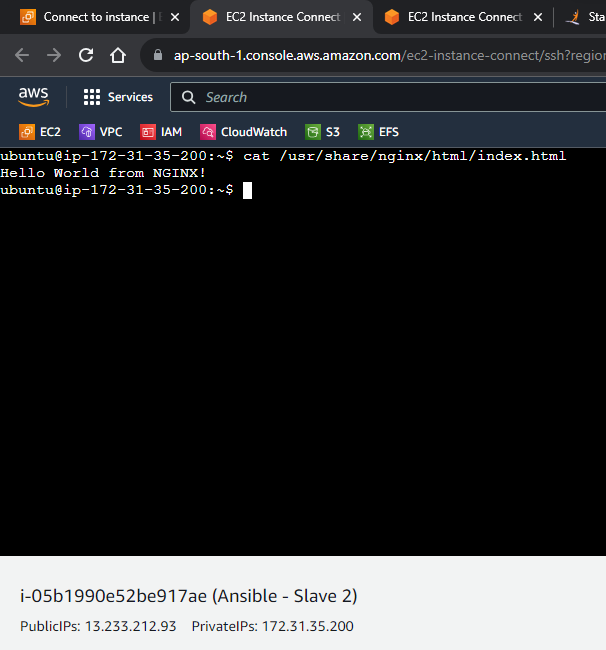 Connect to instance |
EC2 Instance Connect
EC2 Instance Connect
Sta
ap-south-1.console.aws.amazon.com/ec2-instance-connect/ssh?region
aws
Services
Search
EC2
VPC
IAM
CloudWatch
S3
EFS
ubuntu@ip-172-31-35-200:~$ cat /usr/share/nginx/html/index.html
Hello World from NGINX!
ubuntu@ip-172-31-35-200:~$
i-05b1990e52be917ae (Ansible - Slave 2)
PublicIPs: 13.233.212.93 PrivateIPs: 172.31.35.200